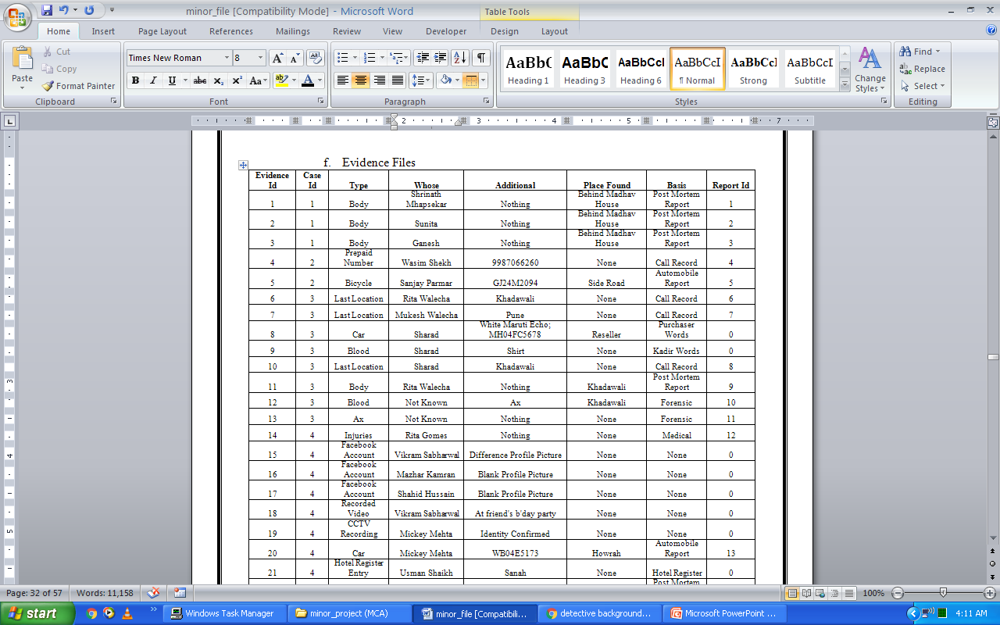 minor_file [Compatibility Mode] - Microsoft Word
Table Tools
Home Insert Page Layout References Mailings Review View Developer Design Layout
Paste
Cut
Copy
Format Painter
Clipboard
Times New Roman 8
B I U abc x₂ x² Aa
Font
Paragraph
AaBbC AaBbC AaBbCcI AaBbCcI AaBbCcI AaBbCcI
Heading 1 Heading 3 Heading 6 ¶ Normal Strong Subtitle
Change Styles
Styles
Find
Replace
Select
Editing
2 3 4 5 7
f. Evidence Files
Evidence Id Case Id Type Whose Additional Place Found Basis Report Id
1 1 Body Shrinath Mhapsekar Nothing Behind Madhav House Post Mortem Report 1
2 1 Body Sunita Nothing Behind Madhav House Post Mortem Report 2
3 1 Body Ganesh Nothing Behind Madhav House Post Mortem Report 3
4 2 Prepaid Number Wasim Shekh 9987066260 None Call Record 4
5 2 Bicycle Sanjay Parmar GJ24M2094 Side Road Automobile Report 5
6 3 Last Location Rita Walecha Khadawali None Call Record 6
7 3 Last Location Mukesh Walecha Pune None Call Record 7
8 3 Car Sharad White Maruti Echo; MH04FC5678 Reseller Purchaser Words 0
9 3 Blood Sharad Shirt None Kadir Words 0
10 3 Last Location Sharad Khadawali None Call Record 8
11 3 Body Rita Walecha Nothing Khadawali Post Mortem Report 9
12 3 Blood Not Known Ax Khadawali Forensic 10
13 3 Ax Not Known Nothing None Forensic 11
14 4 Injuries Rita Gomes Nothing None Medical 12
15 4 Facebook Account Vikram Sabharwal Difference Profile Picture None None 0
16 4 Facebook Account Mazhar Kamran Blank Profile Picture None None 0
17 4 Facebook Account Shahid Hussain Blank Profile Picture None None 0
18 4 Recorded Video Vikram Sabharwal At friend's b'day party None None 0
19 4 CCTV Recording Mickey Mehta Identity Confirmed None None 0
20 4 Car Mickey Mehta WB04E5173 Howrah Automobile Report 13
21 4 Hotel Register Entry Usman Shaikh Sanah None Hotel Register 0
Post Mortem
Page: 32 of 57 Words: 11,158 100%
start Windows Task Manager minor_project (MCA) minor_file [Compatibili... detective background... Microsoft PowerPoint ... 4:11 AM